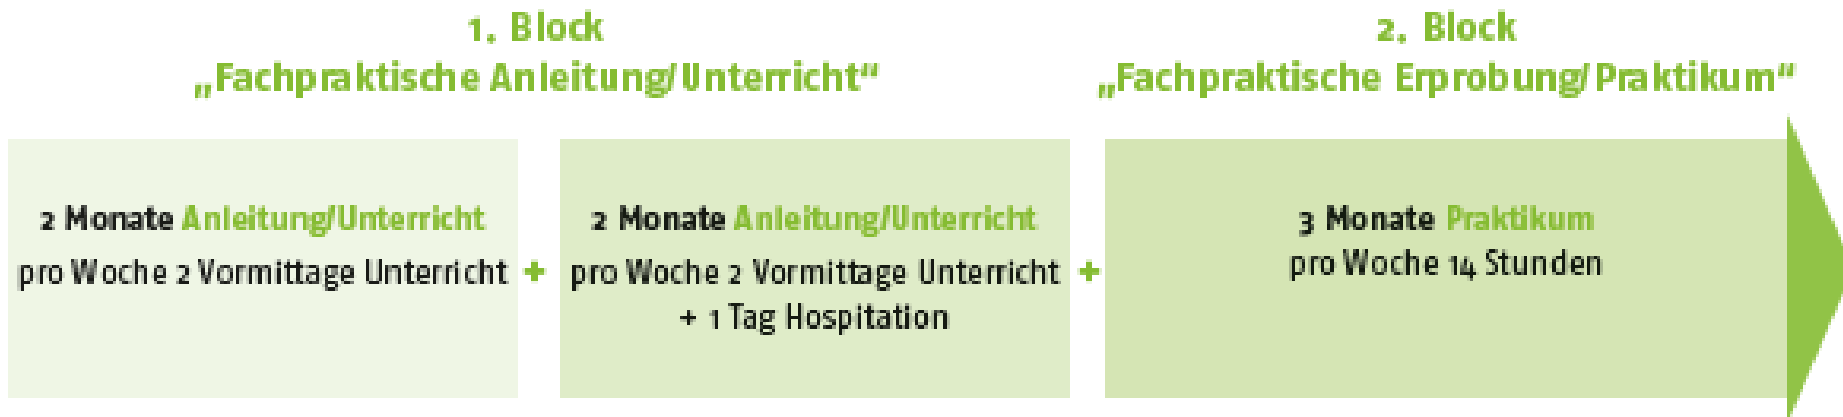 1. Block
„Fachpraktische Anleitung/Unterricht“
2. Block
„Fachpraktische Erprobung/Praktikum“
2 Monate Anleitung/Unterricht
pro Woche 2 Vormittage Unterricht
+
2 Monate Anleitung/Unterricht
pro Woche 2 Vormittage Unterricht
+ 1 Tag Hospitation
+
3 Monate Praktikum
pro Woche 14 Stunden